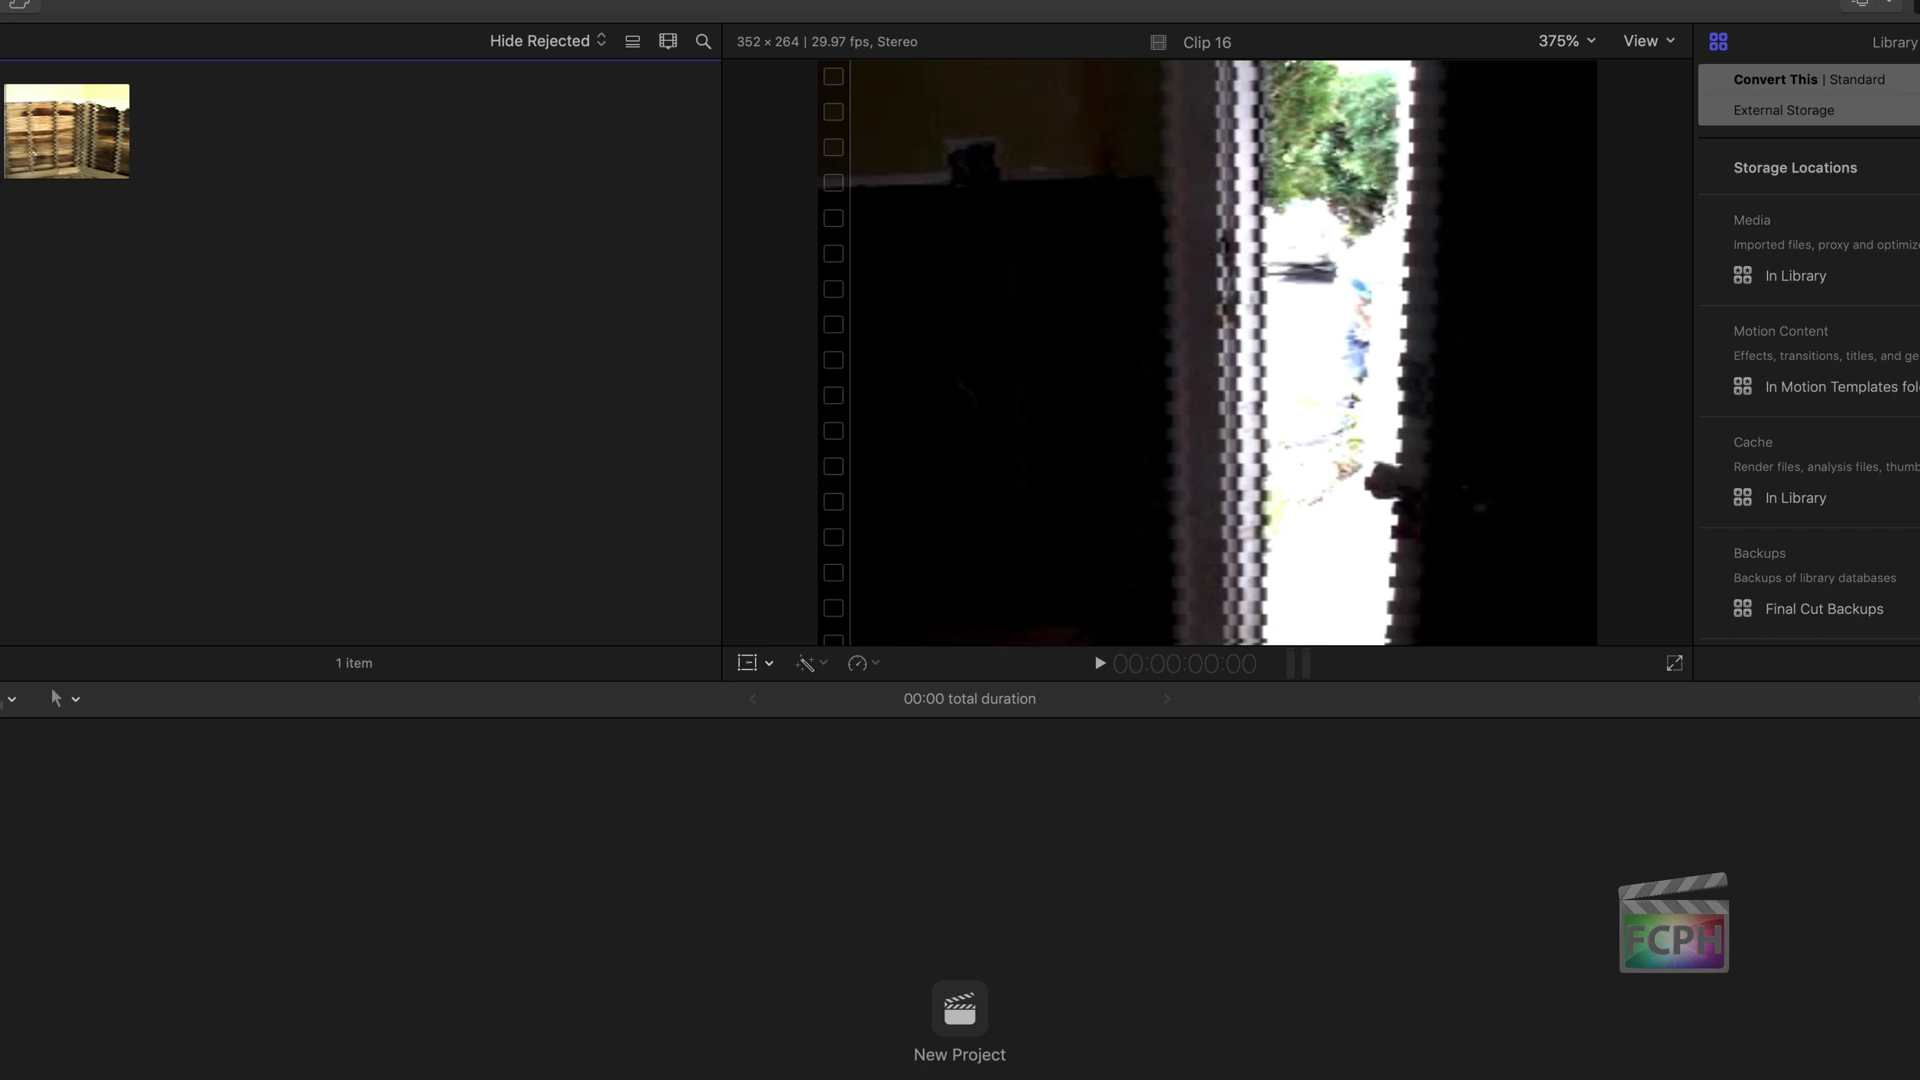 Hide Rejected
352 × 264 | 29.97 fps, Stereo
Clip 16
375%
View
Library
Convert This | Standard
External Storage
Storage Locations
Media
Imported files, proxy and optimiz
In Library
Motion Content
Effects, transitions, titles, and ge
In Motion Templates fol
Cache
Render files, analysis files, thumb
In Library
Backups
Backups of library databases
Final Cut Backups
1 item
00:00:00:00
00:00 total duration
FCPH
New Project